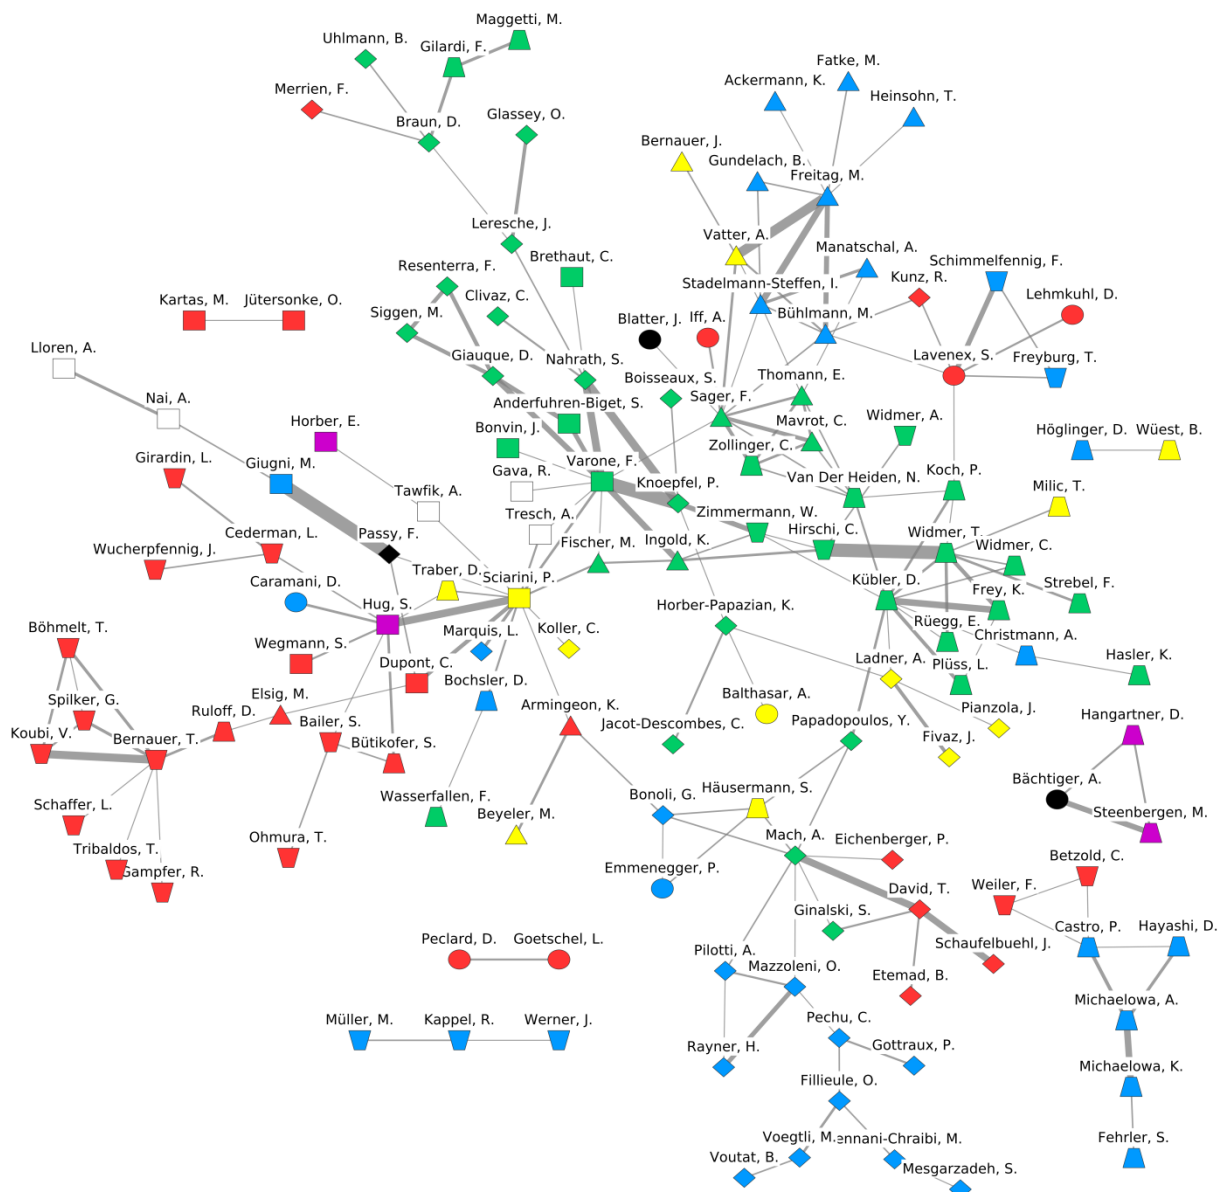 Maggetti, M.
Uhlmann, B.
Gilardi, F.
Fatke, M.
Ackermann, K.
Merrien, F.
Heinsohn, T.
Braun, D.
Glassey, O.
Bernauer, J.
Gundelach, B.
Freitag, M.
Leresche, J.
Vatter, A.
Manatschal, A.
Brethaut, C.
Resenterra, F.
Schimmelfennig, F.
Kunz, R.
Stadelmann-Steffen, I.
Clivaz, C.
Kartas, M.
Jütersonke, O.
Lehmkuhl, D.
Siggen, M.
Blatter, J.
Iff, A.
Bühlmann, M.
Lloren, A.
Giauque, D.
Nahrath, S.
Lavenex, S.
Freyburg, T.
Boisseaux, S.
Thomann, E.
Nai, A.
Anderfuhren-Biget, S.
Sager, F.
Horber, E.
Mavrot, C.
Widmer, A.
Höglinger, D.
Wüest, B.
Bonvin, J.
Zollinger, C.
Girardin, L.
Giugni, M.
Varone, F.
Gava, R.
Knoepfel, P.
Van Der Heiden, N.
Koch, P.
Milic, T.
Tawfik, A.
Tresch, A.
Zimmermann, W.
Hirschi, C.
Widmer, T.
Cederman, L.
Passy, F.
Wucherpfennig, J.
Fischer, M.
Ingold, K.
Widmer, C.
Caramani, D.
Traber, D.
Sciarini, P.
Kübler, D.
Strebel, F.
Frey, K.
Hug, S.
Horber-Papazian, K.
Böhmelt, T.
Rüegg, E.
Wegmann, S.
Marquis, L.
Koller, C.
Christmann, A.
Dupont, C.
Ladner, A.
Plüss, L.
Hasler, K.
Spilker, G.
Elsig, M.
Bochsler, D.
Balthasar, A.
Ruloff, D.
Armingeon, K.
Pianzola, J.
Koubi, V.
Bernauer, T.
Bailer, S.
Jacot-Descombes, C.
Papadopoulos, Y.
Fivaz, J.
Hangartner, D.
Bütikofer, S.
Bächtiger, A.
Wasserfallen, F.
Häusermann, S.
Schaffer, L.
Beyeler, M.
Bonoli, G.
Steenbergen, M.
Ohmura, T.
Mach, A.
Eichenberger, P.
Tribaldos, T.
Emmenegger, P.
Betzold, C.
Gampfer, R.
David, T.
Weiler, F.
Ginalski, S.
Castro, P.
Hayashi, D.
Peclard, D.
Goetschel, L.
Pilotti, A.
Schaufelbuehl, J.
Mazzoleni, O.
Etemad, B.
Michaelowa, A.
Müller, M.
Kappel, R.
Werner, J.
Pechu, C.
Rayner, H.
Gottraux, P.
Michaelowa, K.
Fillieule, O.
Voegtli, M.
ennani-Chraibi, M.
Fehrler, S.
Voutat, B.
Mesgarzadeh, S.